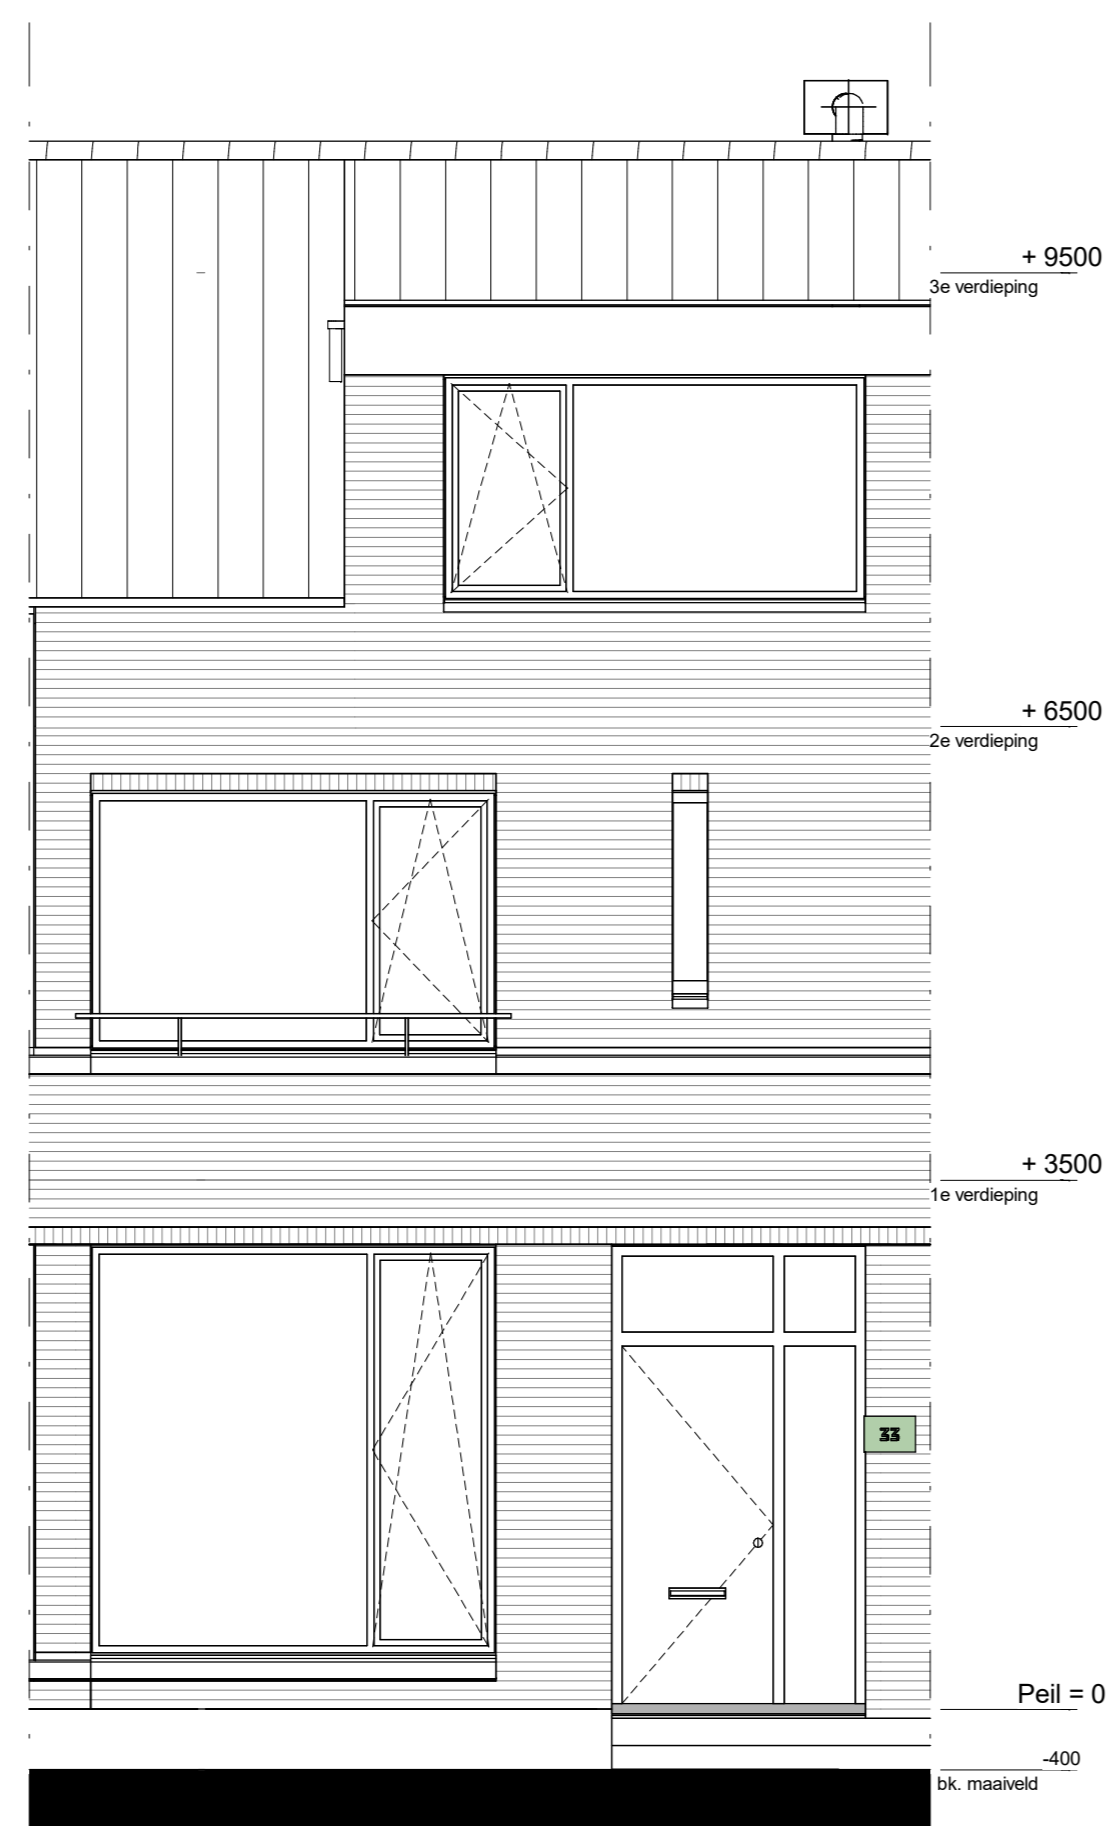 + 9500
3e verdieping
+ 6500
2e verdieping
+ 3500
1e verdieping
33
Peil = 0
-400
bk. maaiveld